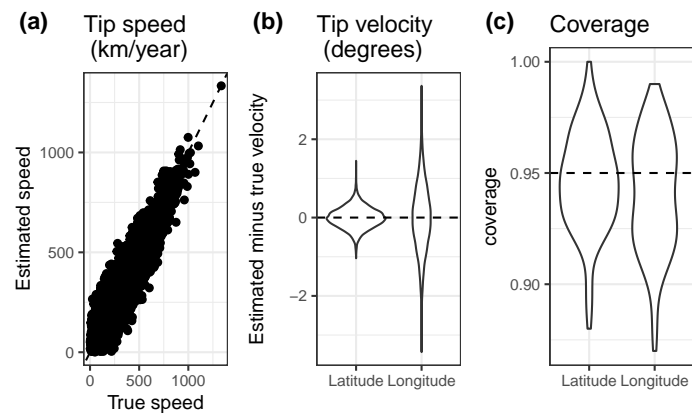 (a) Tip speed
(km/year)
Estimated speed
1000
500
0
0 500 1000
True speed
(b) Tip velocity
(degrees)
Estimated minus true velocity
2
0
−2
Latitude Longitude
(c) Coverage
coverage
1.00
0.95
0.90
Latitude Longitude